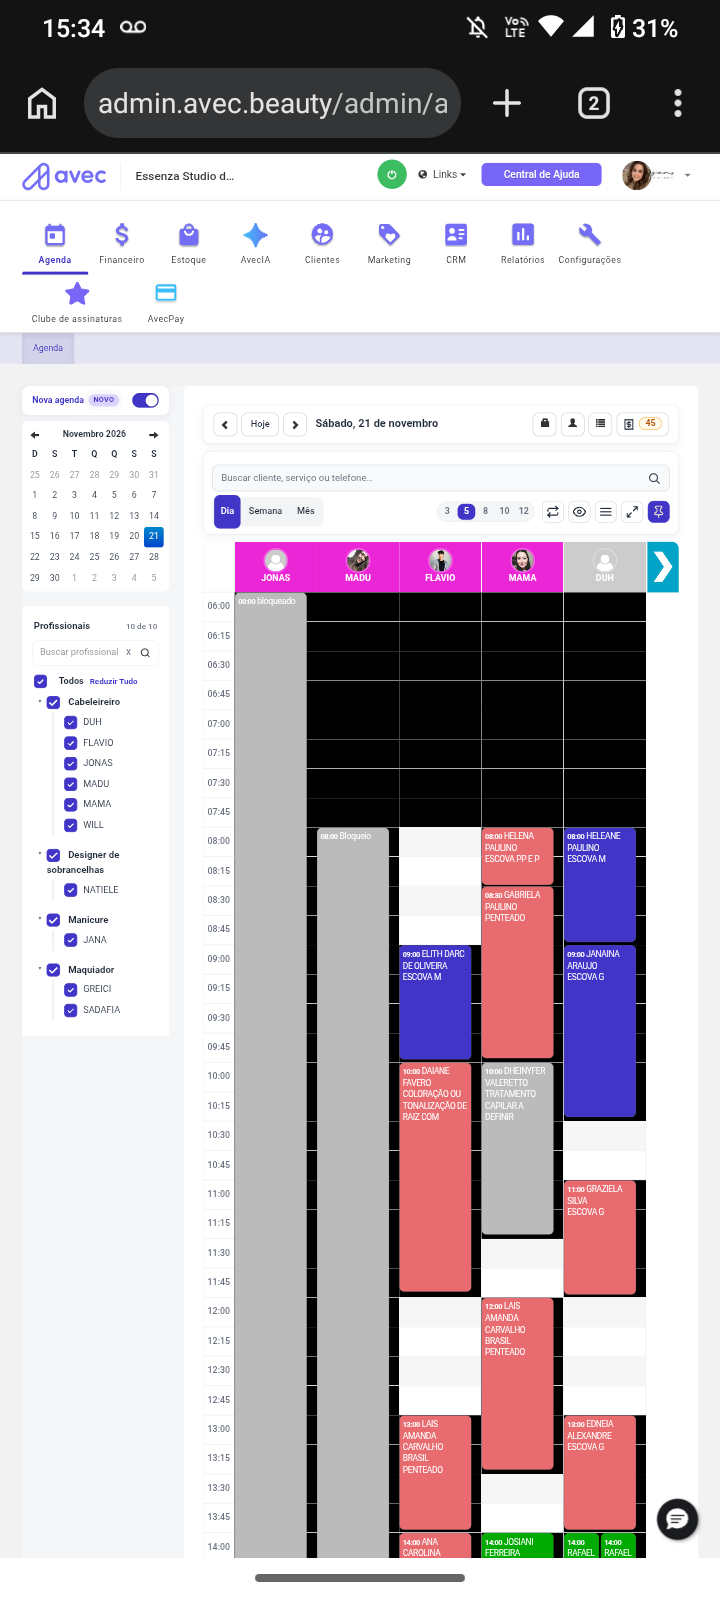 15:34
Vo)) LTE
31%
admin.avec.beauty/admin/a
2
avec
Essenza Studio d...
Links
Central de Ajuda
Agenda
Financeiro
Estoque
AvecIA
Clientes
Marketing
CRM
Relatórios
Configurações
Clube de assinaturas
AvecPay
Agenda
Nova agenda NOVO
Novembro 2026
D S T Q Q S S
25 26 27 28 29 30 31
1 2 3 4 5 6 7
8 9 10 11 12 13 14
15 16 17 18 19 20 21
22 23 24 25 26 27 28
29 30 1 2 3 4 5
Profissionais 10 de 10
Buscar profissional X
Todos Reduzir Tudo
Cabeleireiro
DUH
FLAVIO
JONAS
MADU
MAMA
WILL
Designer de
sobrancelhas
NATIELE
Manicure
JANA
Maquiador
GREICI
SADAFIA
Hoje
Sábado, 21 de novembro
45
Buscar cliente, serviço ou telefone...
Dia Semana Mês
3 5 8 10 12
JONAS MADU FLAVIO MAMA DUH
06:00
06:15
06:30
06:45
07:00
07:15
07:30
07:45
08:00
08:15
08:30
08:45
09:00
09:15
09:30
09:45
10:00
10:15
10:30
10:45
11:00
11:15
11:30
11:45
12:00
12:15
12:30
12:45
13:00
13:15
13:30
13:45
14:00
00:00 bloqueado
08:00 Bloqueio
09:00 ELITH DARC
DE OLIVEIRA
ESCOVA M
10:00 DAIANE
FAVERO
COLORAÇÃO OU
TONALIZAÇÃO DE
RAIZ COM
13:00 LAIS
AMANDA
CARVALHO
BRASIL
PENTEADO
14:00 ANA
CAROLINA
08:00 HELENA
PAULINO
ESCOVA PP E P
08:30 GABRIELA
PAULINO
PENTEADO
10:00 DHEINYFER
VALERETTO
TRATAMENTO
CAPILAR A
DEFINIR
12:00 LAIS
AMANDA
CARVALHO
BRASIL
PENTEADO
14:00 JOSIANI
FERREIRA
08:00 HELEANE
PAULINO
ESCOVA M
09:00 JANAINA
ARAUJO
ESCOVA G
11:00 GRAZIELA
SILVA
ESCOVA G
13:00 EDNEIA
ALEXANDRE
ESCOVA G
14:00
RAFAEL
14:00
RAFAEL